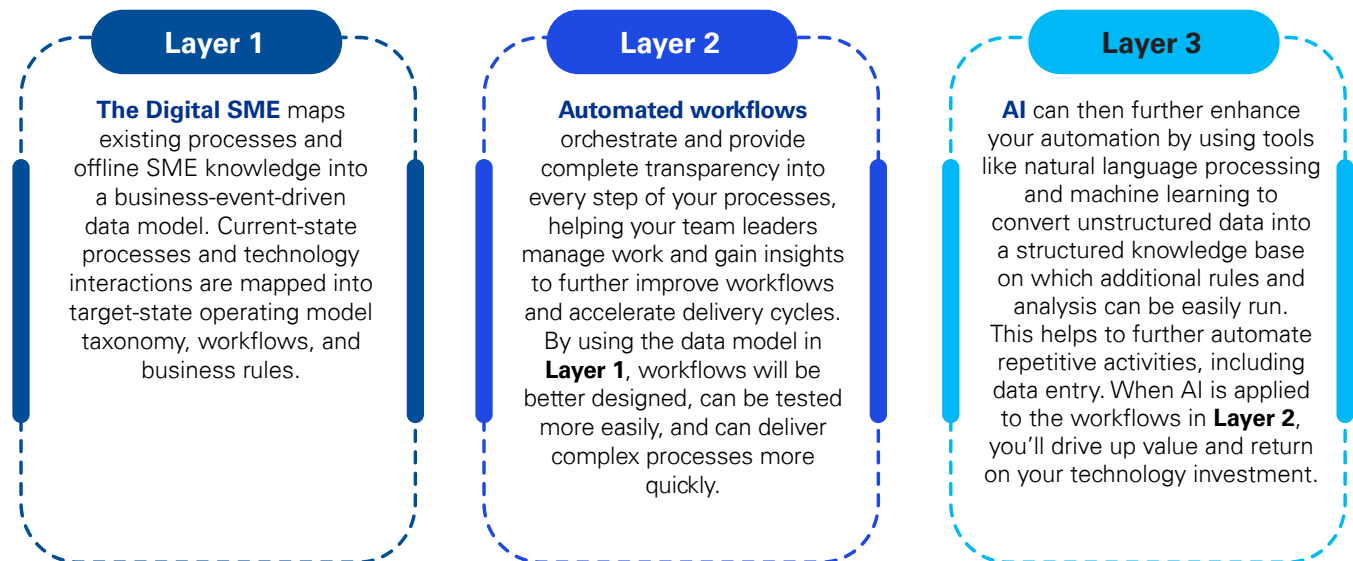 Layer 1
The Digital SME maps
existing processes and
offline SME knowledge into
a business-event-driven
data model. Current-state
processes and technology
interactions are mapped into
target-state operating model
taxonomy, workflows, and
business rules.
Layer 2
Automated workflows
orchestrate and provide
complete transparency into
every step of your processes,
helping your team leaders
manage work and gain insights
to further improve workflows
and accelerate delivery cycles.
By using the data model in
Layer 1, workflows will be
better designed, can be tested
more easily, and can deliver
complex processes more
quickly.
Layer 3
AI can then further enhance
your automation by using tools
like natural language processing
and machine learning to
convert unstructured data into
a structured knowledge base
on which additional rules and
analysis can be easily run.
This helps to further automate
repetitive activities, including
data entry. When AI is applied
to the workflows in Layer 2,
you’ll drive up value and return
on your technology investment.